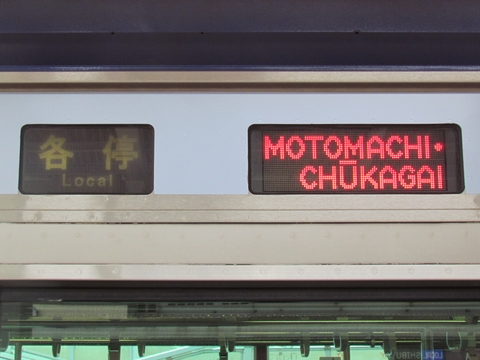 各停
Local
MOTOMACHI・
CHŪKAGAI